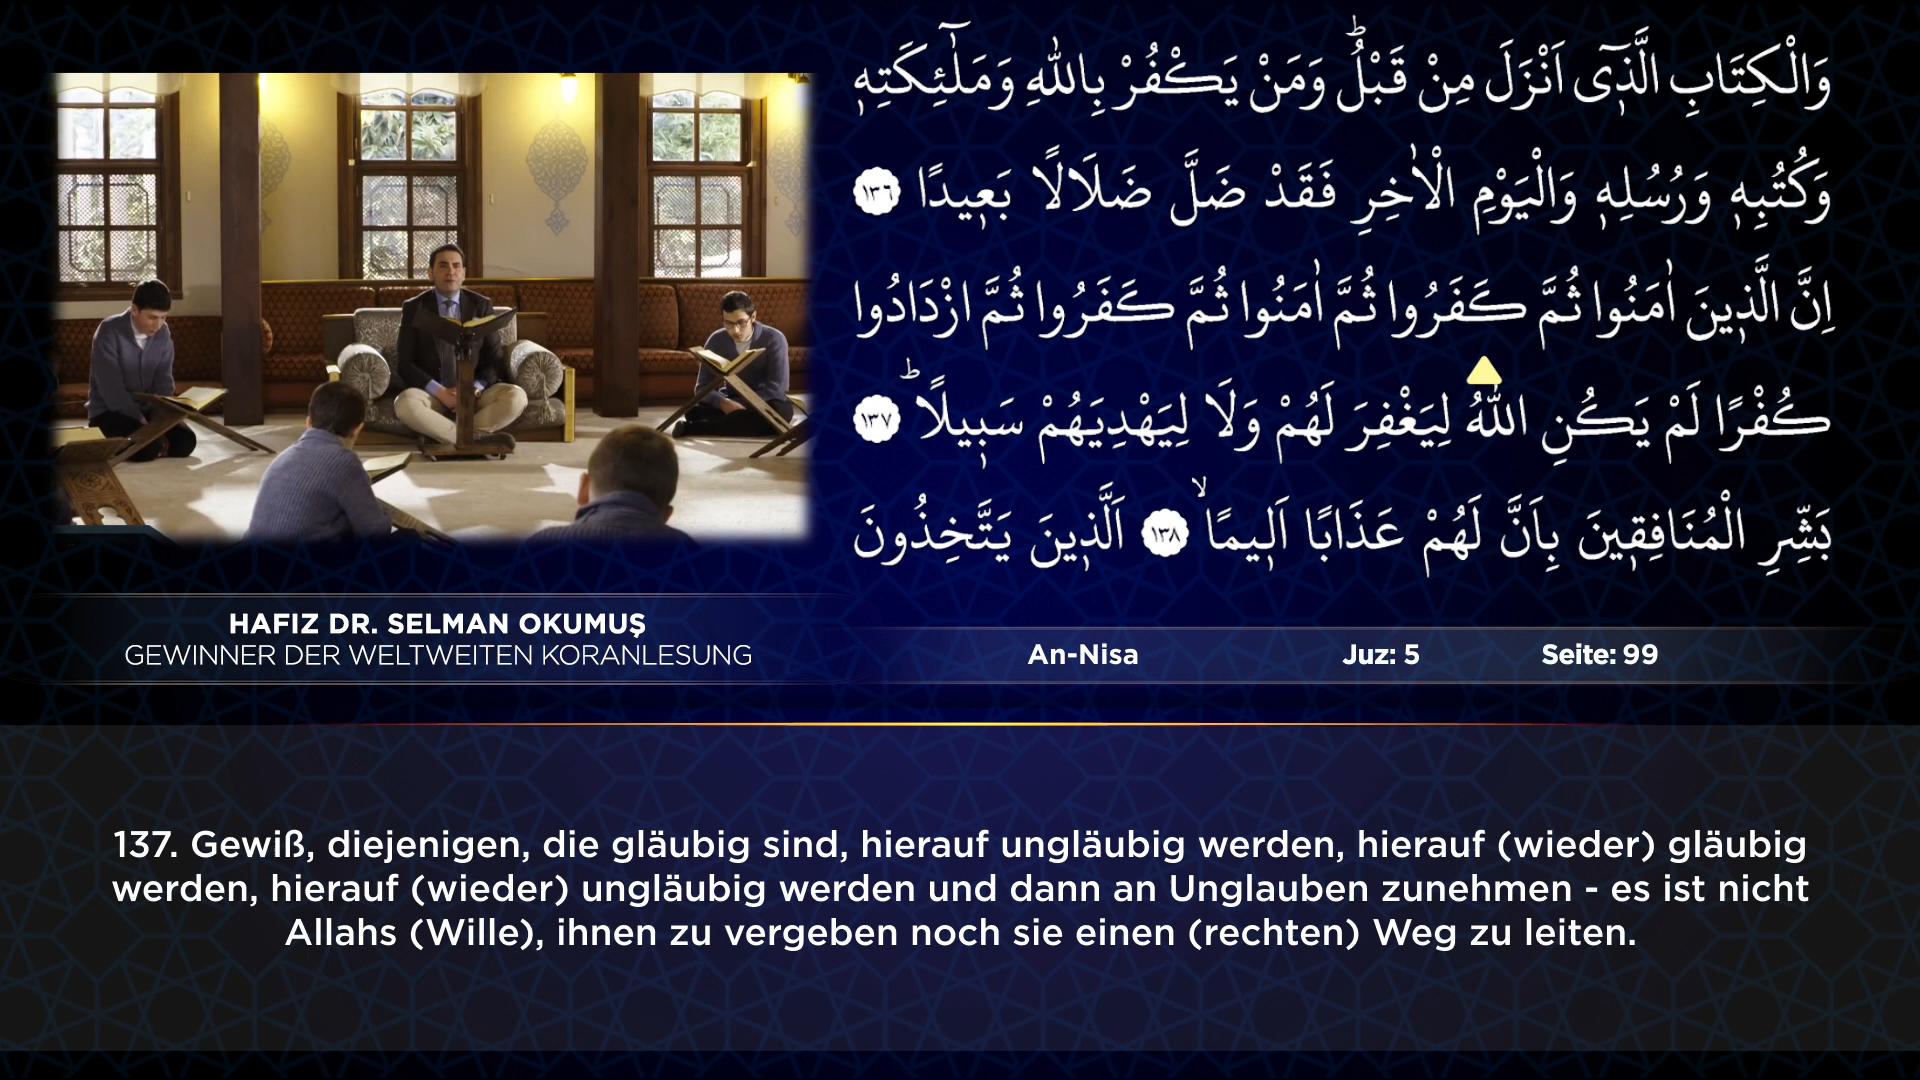 وَالْكِتَابِ الَّذ۪ٓى اَنْزَلَ مِنْ قَبْلُۜ وَمَنْ يَكْفُرْ بِاللّٰهِ وَمَلٰٓئِكَتِه۪
وَكُتُبِه۪ وَرُسُلِه۪ وَالْيَوْمِ الْاٰخِرِ فَقَدْ ضَلَّ ضَلَالًا بَع۪يدًا ١٣٦
اِنَّ الَّذ۪ينَ اٰمَنُوا ثُمَّ كَفَرُوا ثُمَّ اٰمَنُوا ثُمَّ كَفَرُوا ثُمَّ ازْدَادُوا
كُفْرًا لَمْ يَكُنِ اللّٰهُ لِيَغْفِرَ لَهُمْ وَلَا لِيَهْدِيَهُمْ سَب۪يلًاۜ ١٣٧
بَشِّرِ الْمُنَافِق۪ينَ بِاَنَّ لَهُمْ عَذَابًا اَل۪يمًاۙ ١٣٨ اَلَّذ۪ينَ يَتَّخِذُونَ
HAFIZ DR. SELMAN OKUMUŞ
GEWINNER DER WELTWEITEN KORANLESUNG
An-Nisa Juz: 5 Seite: 99
137. Gewiß, diejenigen, die gläubig sind, hierauf ungläubig werden, hierauf (wieder) gläubig
werden, hierauf (wieder) ungläubig werden und dann an Unglauben zunehmen - es ist nicht
Allahs (Wille), ihnen zu vergeben noch sie einen (rechten) Weg zu leiten.